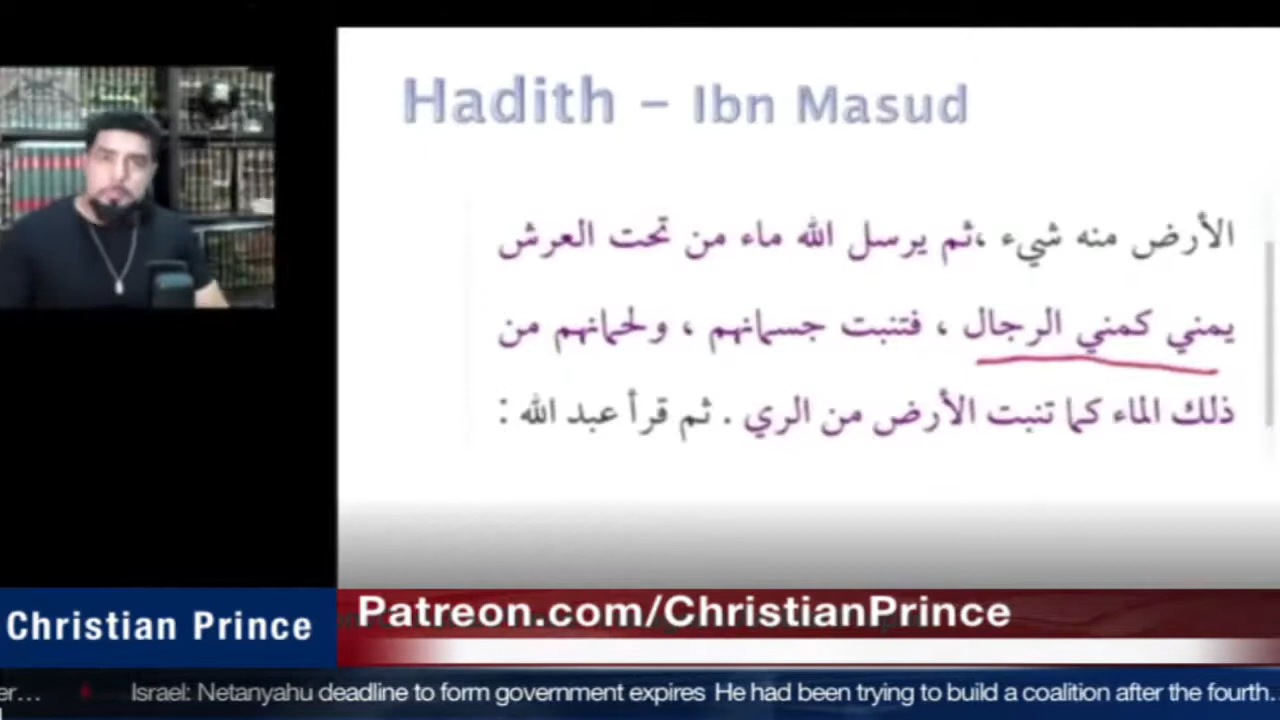 Hadith – Ibn Masud
الأرض منه شيء ،ثم يرسل الله ماء من تحت العرش
يمني كمني الرجال ، فتنبت جسمانهم ، ولحمانهم من
ذلك الماء كما تنبت الأرض من الري . ثم قرأ عبد الله :
Christian Prince
Patreon.com/ChristianPrince
er... Israel: Netanyahu deadline to form government expires He had been trying to build a coalition after the fourth.